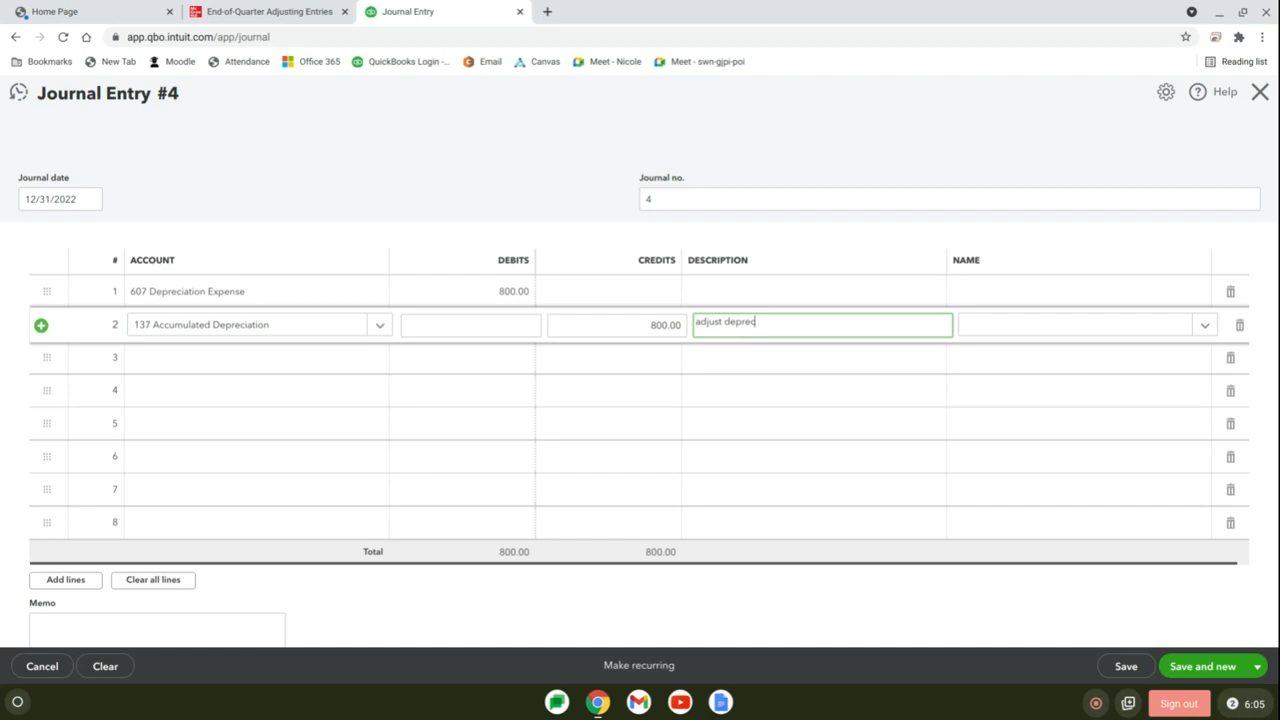 Home Page
End-of-Quarter Adjusting Entries
Journal Entry
app.qbo.intuit.com/app/journal
Bookmarks New Tab Moodle Attendance Office 365 QuickBooks Login -... Email Canvas Meet - Nicole Meet - swn-gjpi-poi Reading list
Journal Entry #4
Help
Journal date
Journal no.
12/31/2022
4
# ACCOUNT DEBITS CREDITS DESCRIPTION NAME
1 607 Depreciation Expense 800.00
2 137 Accumulated Depreciation 800.00 adjust deprec
3
4
5
6
7
8
Total 800.00 800.00
Add lines Clear all lines
Memo
Cancel Clear Make recurring Save Save and new
Sign out 2 6:05